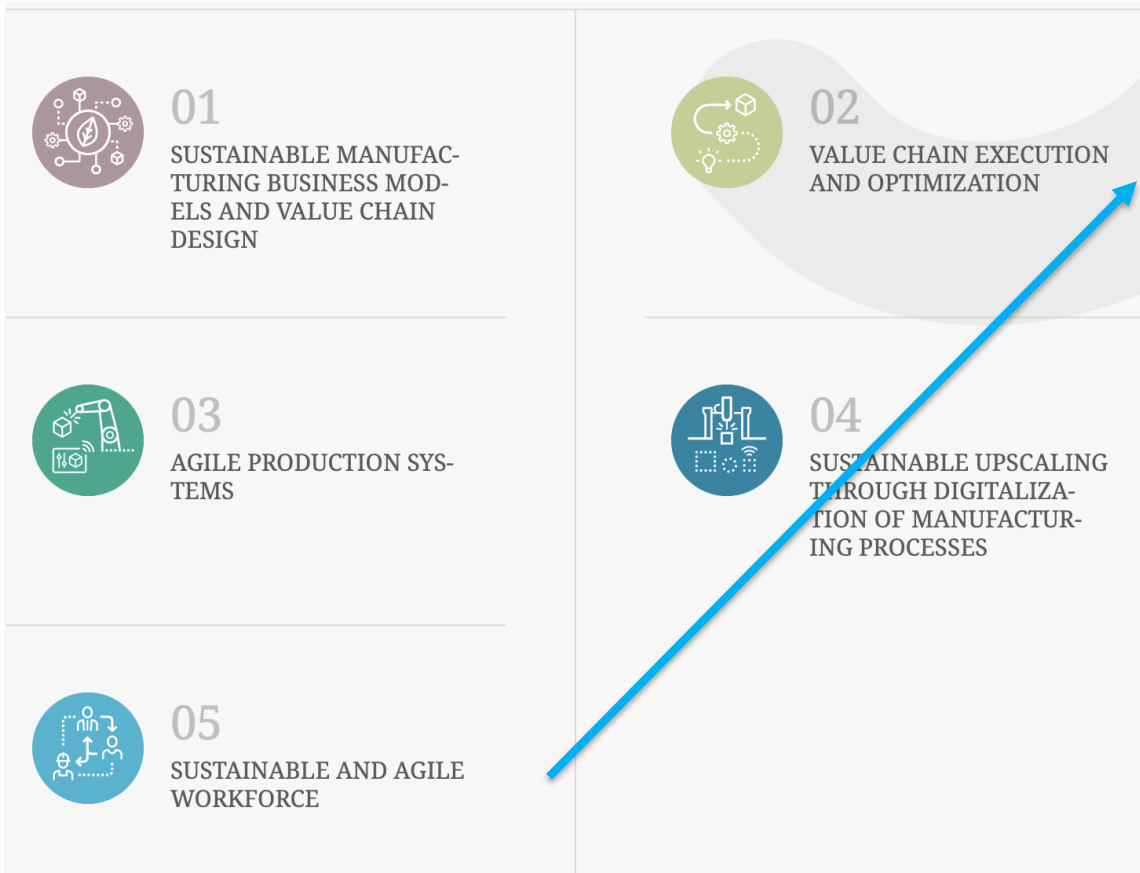 01
SUSTAINABLE MANUFAC-
TURING BUSINESS MOD-
ELS AND VALUE CHAIN
DESIGN
02
VALUE CHAIN EXECUTION
AND OPTIMIZATION
03
AGILE PRODUCTION SYS-
TEMS
04
SUSTAINABLE UPSCALING
THROUGH DIGITALIZA-
TION OF MANUFACTUR-
ING PROCESSES
05
SUSTAINABLE AND AGILE
WORKFORCE